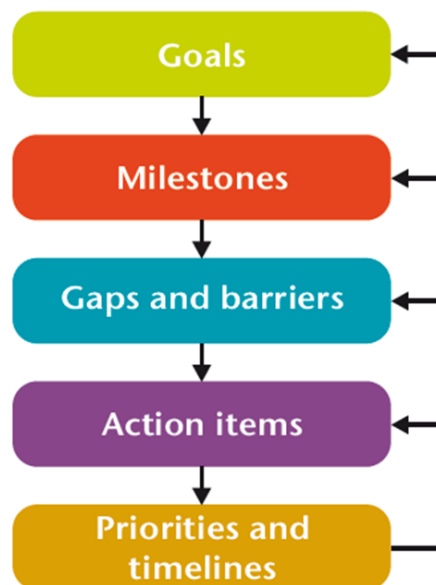 Goals
Milestones
Gaps and barriers
Action items
Priorities and
timelines